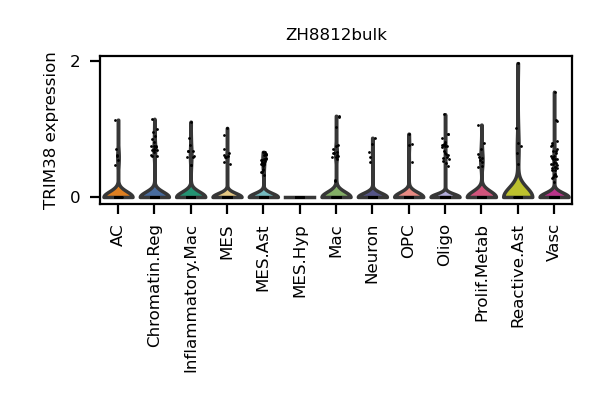 ZH8812bulk
TRIM38 expression
2
0
AC
Chromatin.Reg
Inflammatory.Mac
MES
MES.Ast
MES.Hyp
Mac
Neuron
OPC
Oligo
Prolif.Metab
Reactive.Ast
Vasc